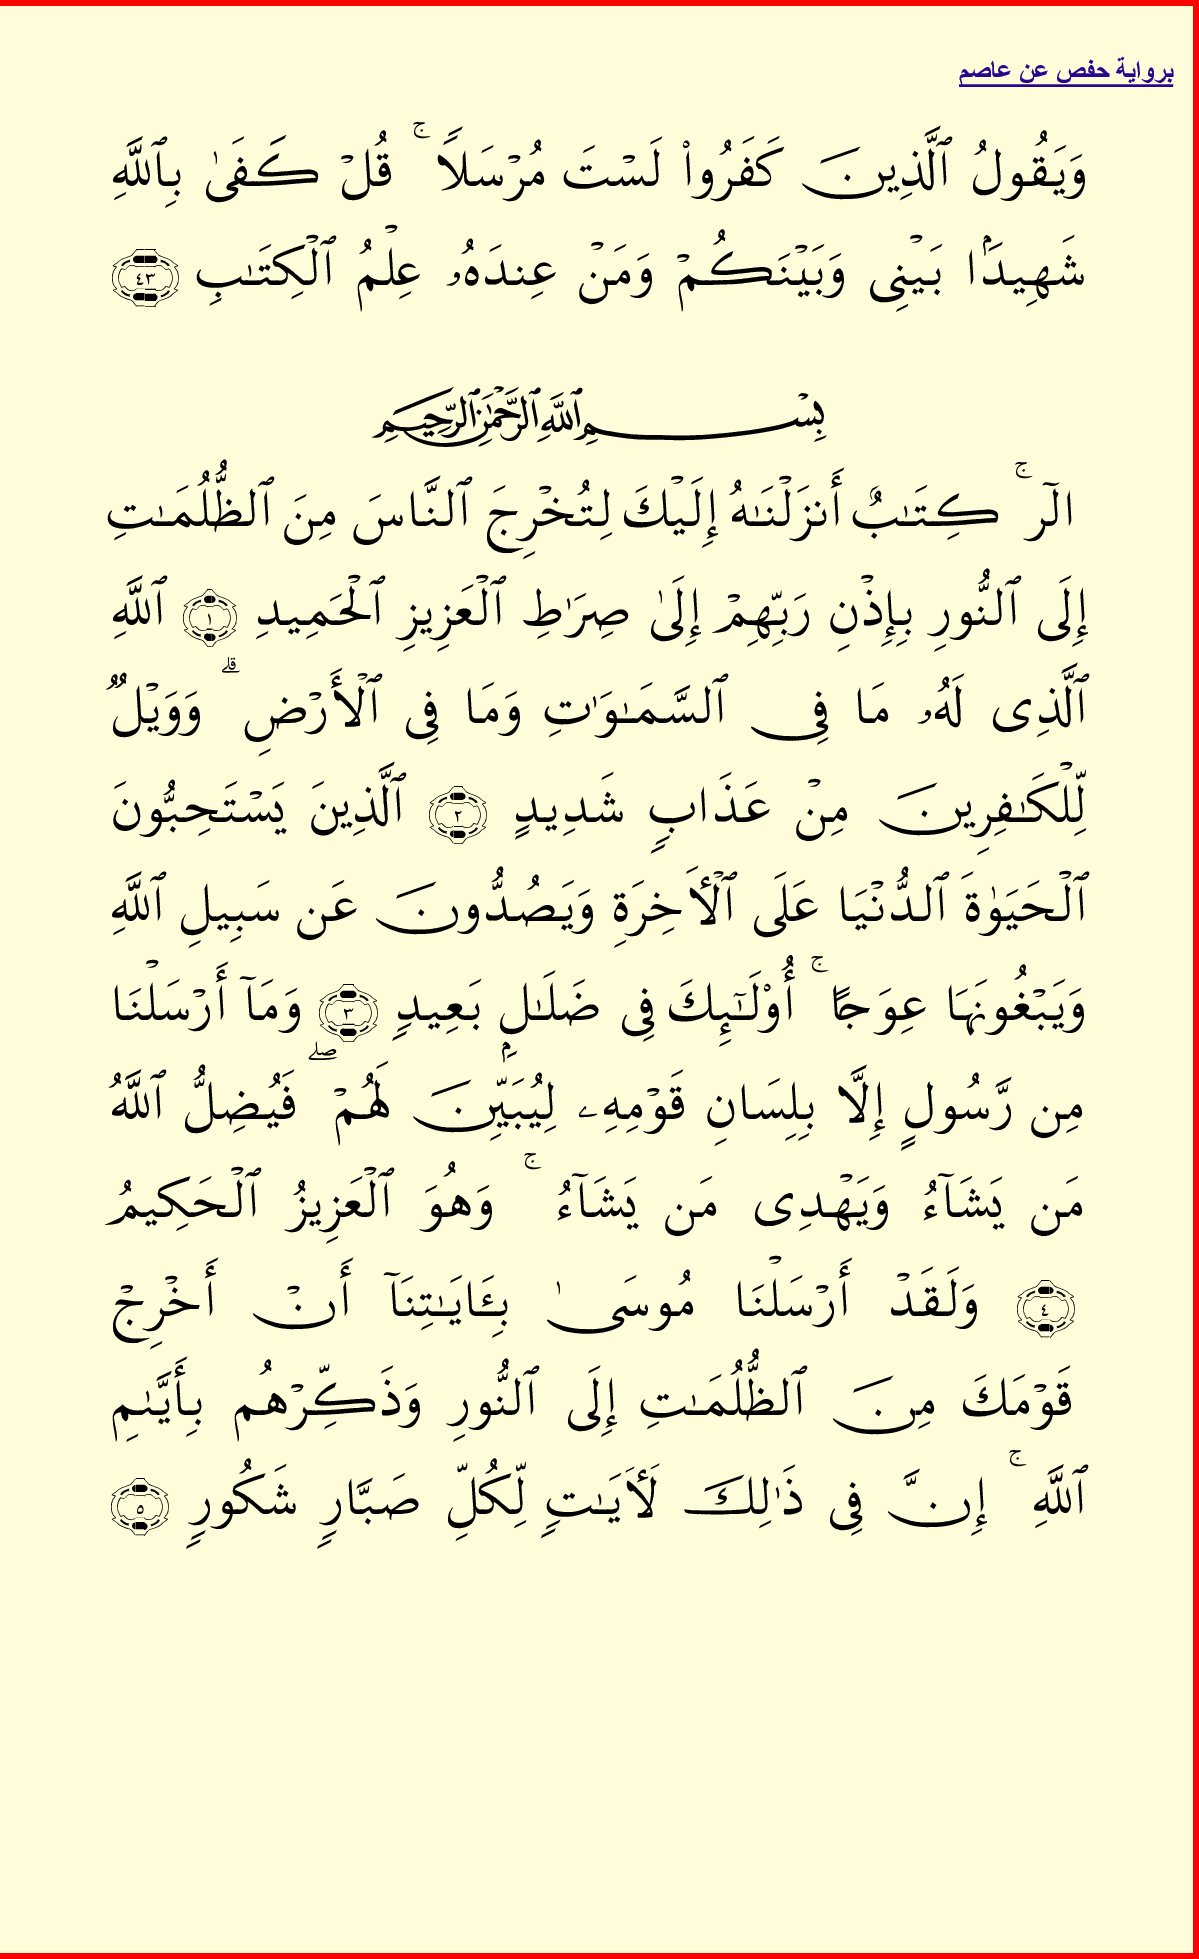 برواية حفص عن عاصم
وَيَقُولُ ٱلَّذِينَ كَفَرُوا۟ لَسْتَ مُرْسَلًا ۚ قُلْ كَفَىٰ بِٱللَّهِ
شَهِيدًۢا بَيْنِى وَبَيْنَكُمْ وَمَنْ عِندَهُۥ عِلْمُ ٱلْكِتَـٰبِ ٤٣
بِسْمِ ٱللَّهِ ٱلرَّحْمَـٰنِ ٱلرَّحِيمِ
الٓر ۚ كِتَـٰبٌ أَنزَلْنَـٰهُ إِلَيْكَ لِتُخْرِجَ ٱلنَّاسَ مِنَ ٱلظُّلُمَـٰتِ
إِلَى ٱلنُّورِ بِإِذْنِ رَبِّهِمْ إِلَىٰ صِرَٰطِ ٱلْعَزِيزِ ٱلْحَمِيدِ ١ ٱللَّهِ
ٱلَّذِى لَهُۥ مَا فِى ٱلسَّمَـٰوَٰتِ وَمَا فِى ٱلْأَرْضِ ۗ وَوَيْلٌ
لِّلْكَـٰفِرِينَ مِنْ عَذَابٍ شَدِيدٍ ٢ ٱلَّذِينَ يَسْتَحِبُّونَ
ٱلْحَيَوٰةَ ٱلدُّنْيَا عَلَى ٱلْـَٔاخِرَةِ وَيَصُدُّونَ عَن سَبِيلِ ٱللَّهِ
وَيَبْغُونَهَا عِوَجًا ۚ أُو۟لَـٰٓئِكَ فِى ضَلَـٰلٍۭ بَعِيدٍ ٣ وَمَآ أَرْسَلْنَا
مِن رَّسُولٍ إِلَّا بِلِسَانِ قَوْمِهِۦ لِيُبَيِّنَ لَهُمْ ۖ فَيُضِلُّ ٱللَّهُ
مَن يَشَآءُ وَيَهْدِى مَن يَشَآءُ ۚ وَهُوَ ٱلْعَزِيزُ ٱلْحَكِيمُ
٤ وَلَقَدْ أَرْسَلْنَا مُوسَىٰ بِـَٔايَـٰتِنَآ أَنْ أَخْرِجْ
قَوْمَكَ مِنَ ٱلظُّلُمَـٰتِ إِلَى ٱلنُّورِ وَذَكِّرْهُم بِأَيَّىٰمِ
ٱللَّهِ ۚ إِنَّ فِى ذَٰلِكَ لَـَٔايَـٰتٍ لِّكُلِّ صَبَّارٍ شَكُورٍ ٥